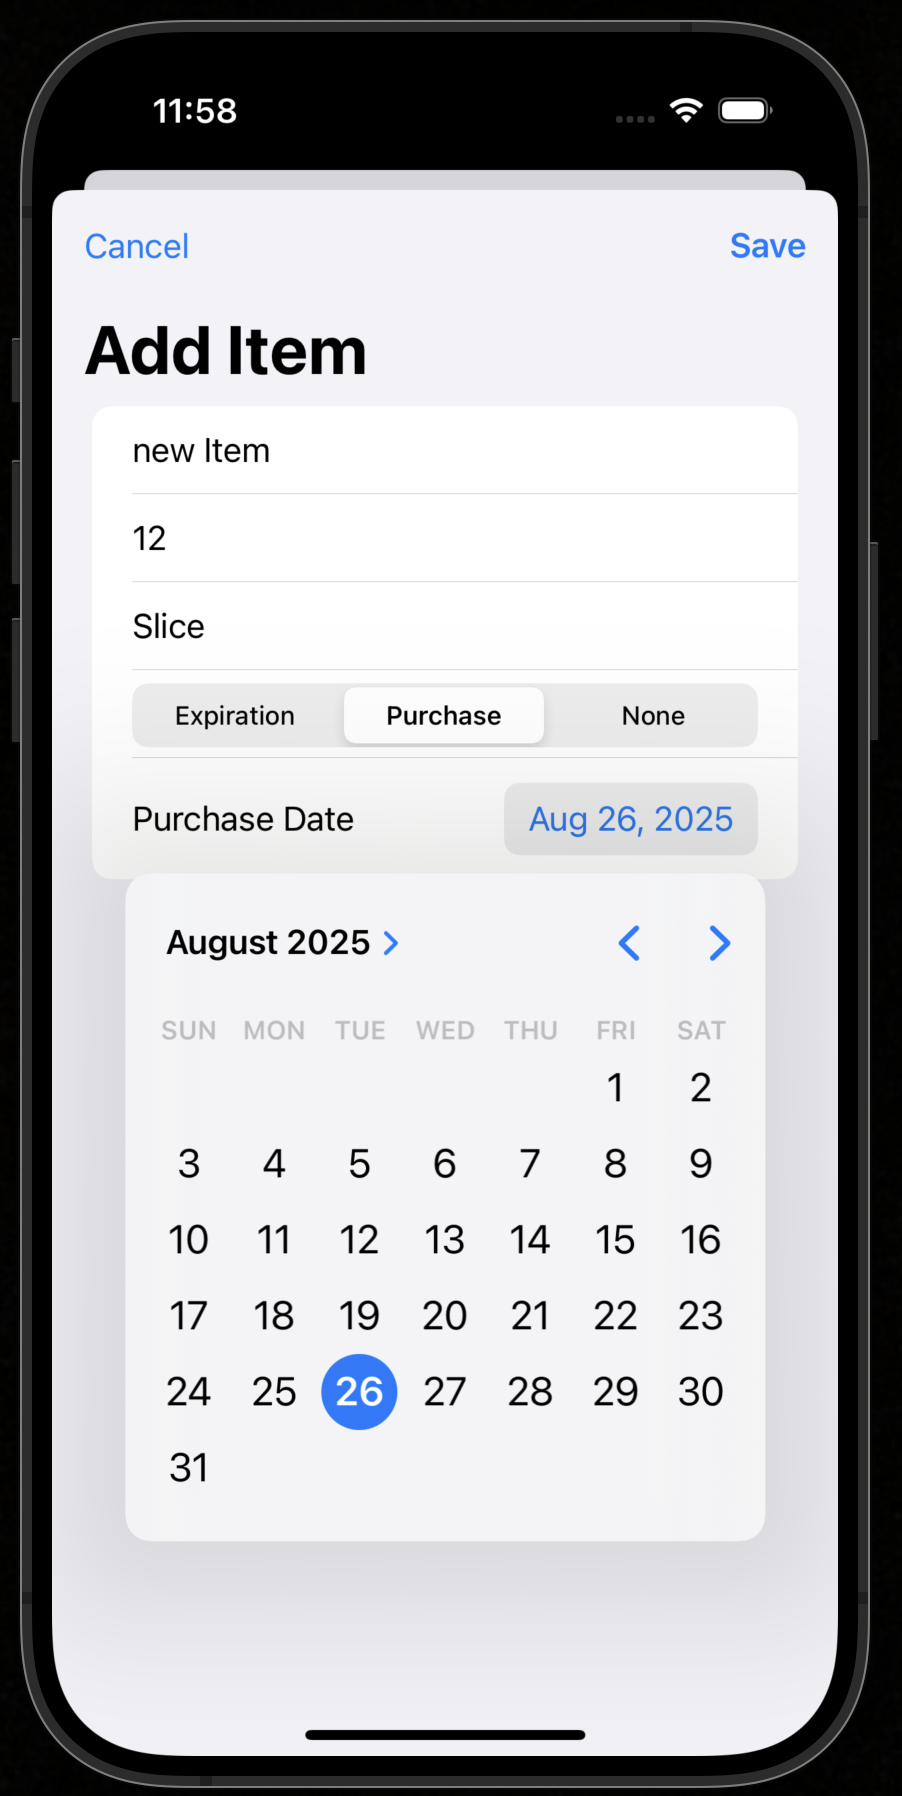 11:58
Cancel Save
Add Item
new Item
12
Slice
Expiration Purchase None
Purchase Date Aug 26, 2025
August 2025
SUN MON TUE WED THU FRI SAT
1 2
3 4 5 6 7 8 9
10 11 12 13 14 15 16
17 18 19 20 21 22 23
24 25 26 27 28 29 30
31